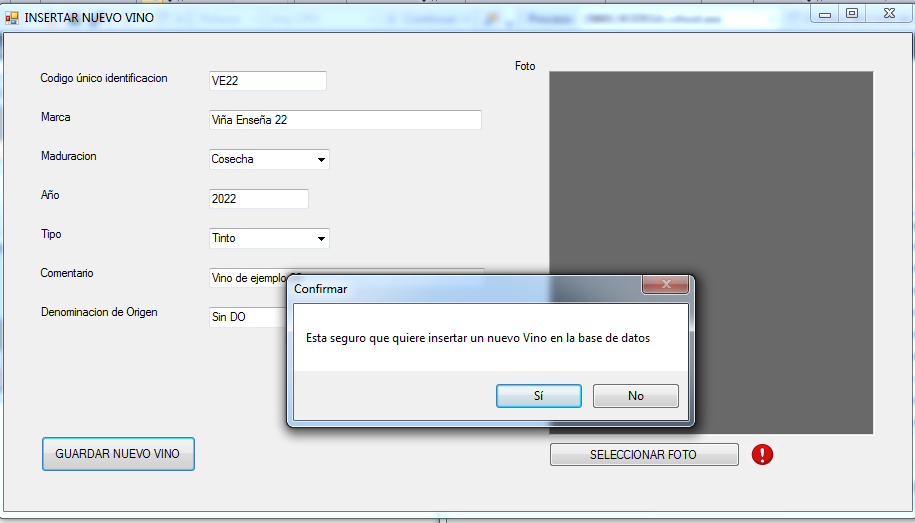 INSERTAR NUEVO VINO
Codigo único identificacion
VE22
Foto
Marca
Viña Enseña 22
Maduracion
Cosecha
Año
2022
Tipo
Tinto
Comentario
Vino de ejemplo
Denominacion de Origen
Sin DO
Confirmar
Esta seguro que quiere insertar un nuevo Vino en la base de datos
Sí
No
GUARDAR NUEVO VINO
SELECCIONAR FOTO